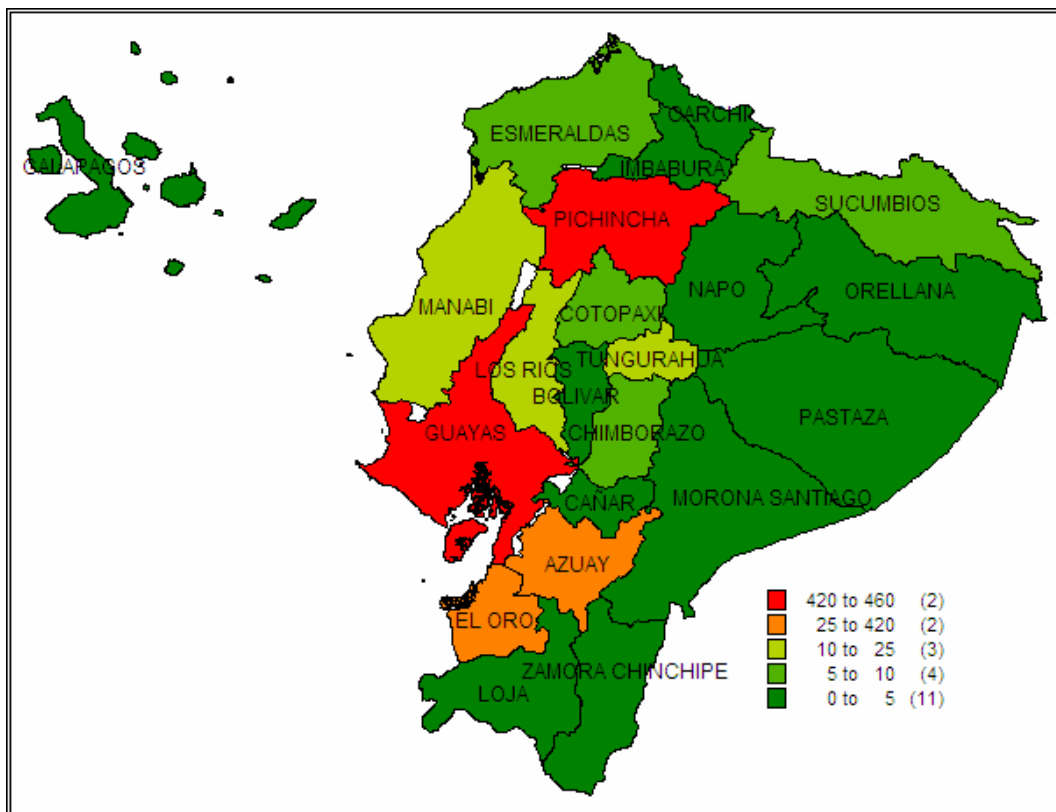 CARCHI
ESMERALDAS
GALAPAGOS
IMBABURA
SUCUMBIOS
PICHINCHA
NAPO
ORELLANA
MANABI
COTOPAXI
TUNGURAHUA
LOS RIOS
BOLIVAR
PASTAZA
GUAYAS
CHIMBORAZO
CAÑAR
MORONA SANTIAGO
AZUAY
EL ORO
ZAMORA CHINCHIPE
LOJA
420 to 460 (2)
25 to 420 (2)
10 to 25 (3)
5 to 10 (4)
0 to 5 (11)